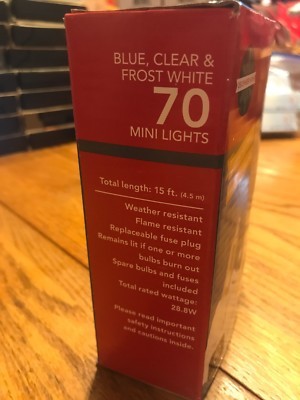 BLUE, CLEAR &
FROST WHITE
70
MINI LIGHTS
Total length: 15 ft. (4.5 m)
Weather resistant
Flame resistant
Replaceable fuse plug
Remains lit if one or more
bulbs burn out
Spare bulbs and fuses
included
Total rated wattage:
28.8W
Please read important
safety instructions
and cautions inside.